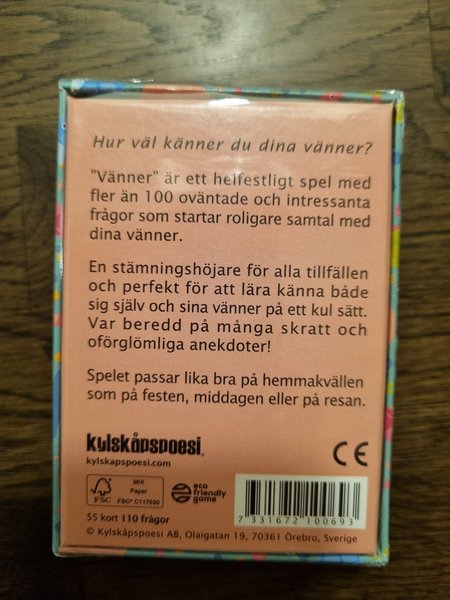 Hur väl känner du dina vänner?
"Vänner" är ett helfestligt spel med
fler än 100 oväntade och intressanta
frågor som startar roligare samtal med
dina vänner.
En stämningshöjare för alla tillfällen
och perfekt för att lära känna både
sig själv och sina vänner på ett kul sätt.
Var beredd på många skratt och
oförglömliga anekdoter!
Spelet passar lika bra på hemmakvällen
som på festen, middagen eller på resan.
kylskåpspoesi®
CE
kylskapspoesi.com
FSC
MIX
Paper
FSC® C117530
eco
friendly
game
7 331672 100693
55 kort 110 frågor
© Kylskåpspoesi AB, Olaigatan 19, 70361 Örebro, Sverige